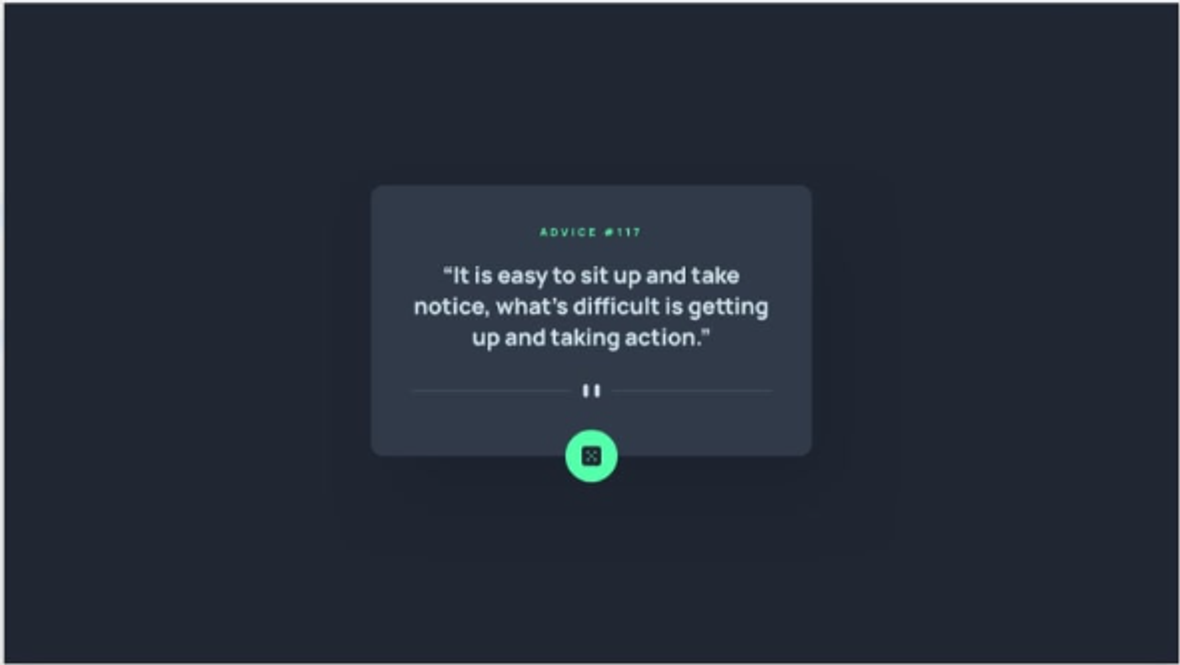 ADVICE #117
“It is easy to sit up and take
notice, what’s difficult is getting
up and taking action.”